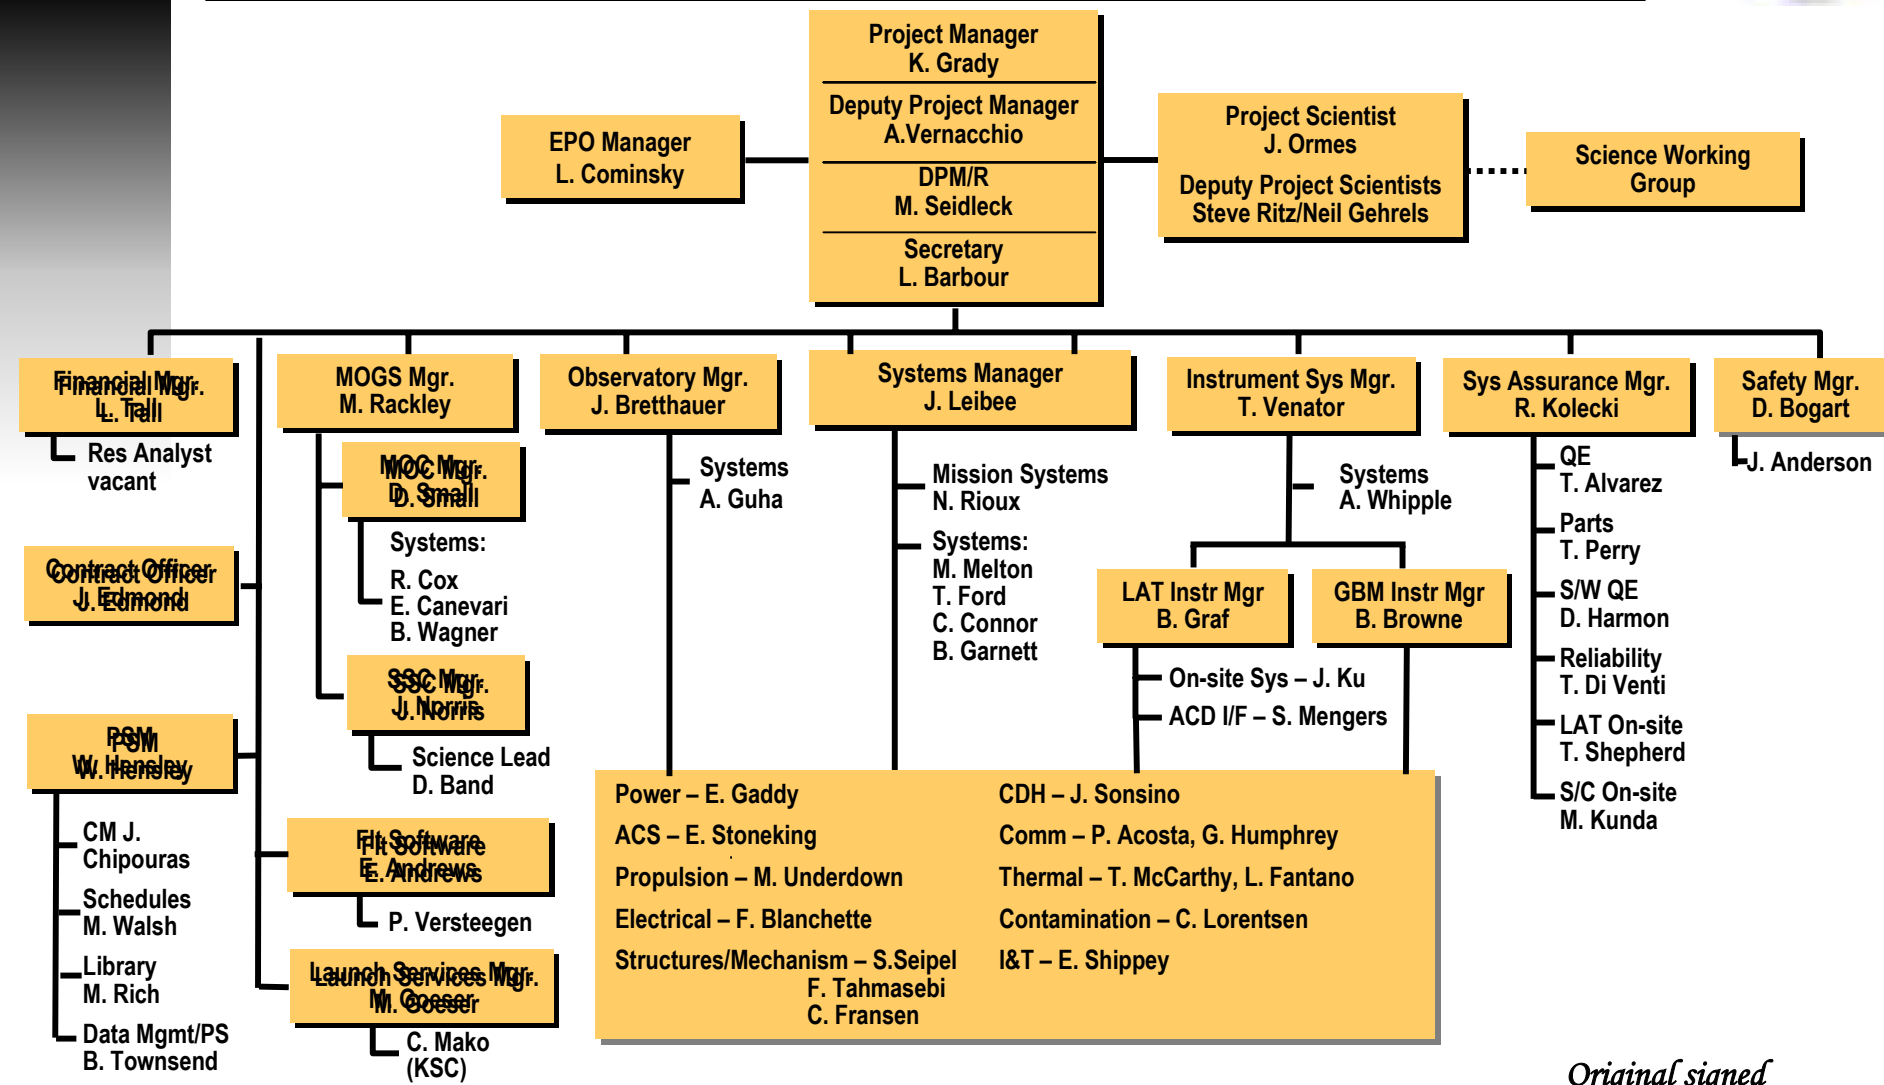 Project Manager
K. Grady
Deputy Project Manager
A.Vernacchio
DPM/R
M. Seidleck
Secretary
L. Barbour
EPO Manager
L. Cominsky
Project Scientist
J. Ormes
Deputy Project Scientists
Steve Ritz/Neil Gehrels
Science Working
Group
Financial Mgr.
L. Tall
Res Analyst
vacant
Contract Officer
J. Edmond
PSM
W. Hensley
CM J.
Chipouras
Schedules
M. Walsh
Library
M. Rich
Data Mgmt/PS
B. Townsend
MOGS Mgr.
M. Rackley
MOC Mgr.
D. Small
Systems:
R. Cox
E. Canevari
B. Wagner
SSC Mgr.
J. Norris
Science Lead
D. Band
Flt Software
E. Andrews
P. Versteegen
Launch Services Mgr.
M. Goeser
C. Mako
(KSC)
Observatory Mgr.
J. Bretthauer
Systems
A. Guha
Systems Manager
J. Leibee
Mission Systems
N. Rioux
Systems:
M. Melton
T. Ford
C. Connor
B. Garnett
Instrument Sys Mgr.
T. Venator
Systems
A. Whipple
LAT Instr Mgr
B. Graf
On-site Sys – J. Ku
ACD I/F – S. Mengers
GBM Instr Mgr
B. Browne
Sys Assurance Mgr.
R. Kolecki
QE
T. Alvarez
Parts
T. Perry
S/W QE
D. Harmon
Reliability
T. Di Venti
LAT On-site
T. Shepherd
S/C On-site
M. Kunda
Safety Mgr.
D. Bogart
J. Anderson
Power – E. Gaddy
ACS – E. Stoneking
Propulsion – M. Underdown
Electrical – F. Blanchette
Structures/Mechanism – S.Seipel
F. Tahmasebi
C. Fransen
CDH – J. Sonsino
Comm – P. Acosta, G. Humphrey
Thermal – T. McCarthy, L. Fantano
Contamination – C. Lorentsen
I&T – E. Shippey
Original signed